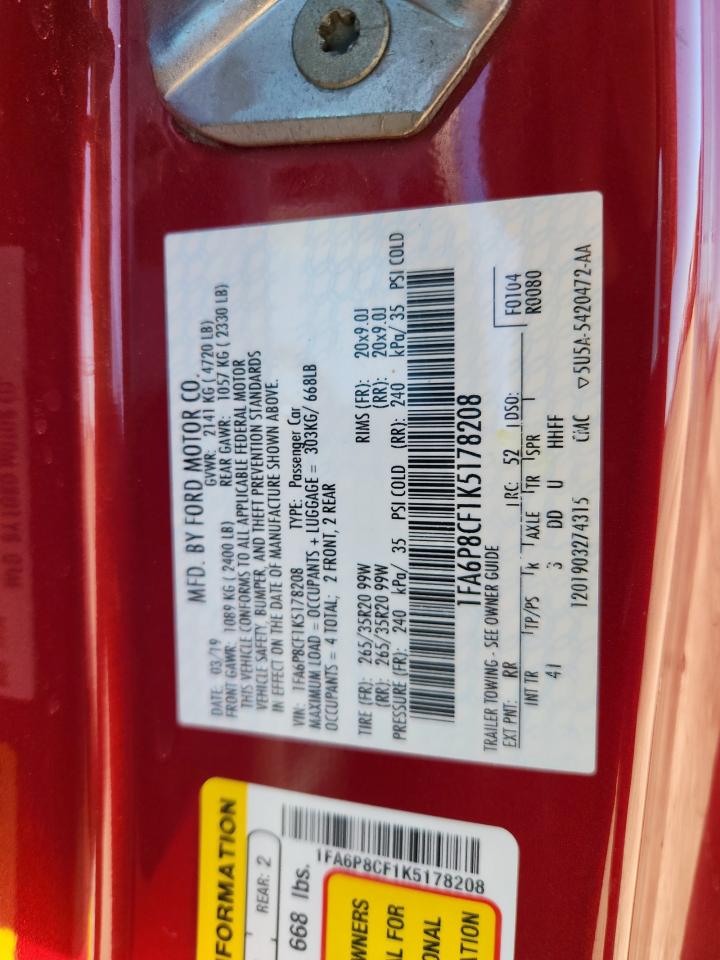 MFD. BY FORD MOTOR CO.
DATE: 03/19 GVWR: 2141 KG ( 4720 LB)
FRONT GAWR: 1089 KG ( 2400 LB) REAR GAWR: 1057 KG ( 2330 LB)
THIS VEHICLE CONFORMS TO ALL APPLICABLE FEDERAL MOTOR
VEHICLE SAFETY, BUMPER, AND THEFT PREVENTION STANDARDS
IN EFFECT ON THE DATE OF MANUFACTURE SHOWN ABOVE.
VIN: 1FA6P8CF1K5178208 TYPE: Passenger Car
MAXIMUM LOAD = OCCUPANTS + LUGGAGE = 303KG/ 668LB
OCCUPANTS = 4 TOTAL; 2 FRONT, 2 REAR
TIRE (FR): 265/35R20 99W RIMS (FR): 20x9.0J
(RR): 265/35R20 99W (RR): 20x9.0J
PRESSURE (FR): 240 kPa/ 35 PSI COLD (RR): 240 kPa/ 35 PSI COLD
1FA6P8CF1K5178208
TRAILER TOWING - SEE OWNER GUIDE
F0104
EXT PNT: RR RC: 52 DSO: R0080
INT TR TP/PS R AXLE TR SPR
41 3 DD U HHFF
1201903274315 CMC ▽5U5A-5420472-AA
FORMATION
REAR: 2
668 lbs.
1FA6P8CF1K5178208
WNERS
AL FOR
ONAL
ATION